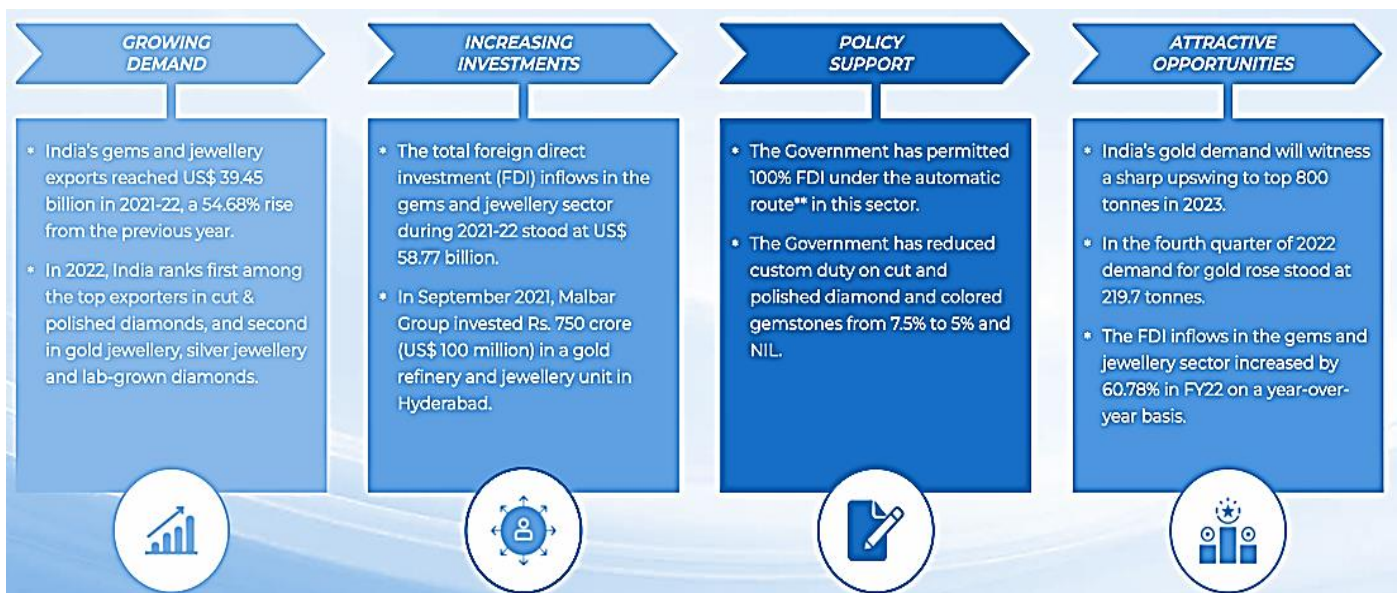 GROWING
DEMAND
* India's gems and jewellery
exports reached US$ 39.45
billion in 2021-22, a 54.68% rise
from the previous year.
* In 2022, India ranks first among
the top exporters in cut &
polished diamonds, and second
in gold jewellery, silver jewellery
and lab-grown diamonds.
INCREASING
INVESTMENTS
* The total foreign direct
investment (FDI) inflows in the
gems and jewellery sector
during 2021-22 stood at US$
58.77 billion.
* In September 2021, Malbar
Group invested Rs. 750 crore
(US$ 100 million) in a gold
refinery and jewellery unit in
Hyderabad.
POLICY
SUPPORT
* The Government has permitted
100% FDI under the automatic
route** in this sector.
* The Government has reduced
custom duty on cut and
polished diamond and colored
gemstones from 7.5% to 5% and
NIL.
ATTRACTIVE
OPPORTUNITIES
* India's gold demand will witness
a sharp upswing to top 800
tonnes in 2023.
* In the fourth quarter of 2022
demand for gold rose stood at
219.7 tonnes.
* The FDI inflows in the gems and
jewellery sector increased by
60.78% in FY22 on a year-over-
year basis.